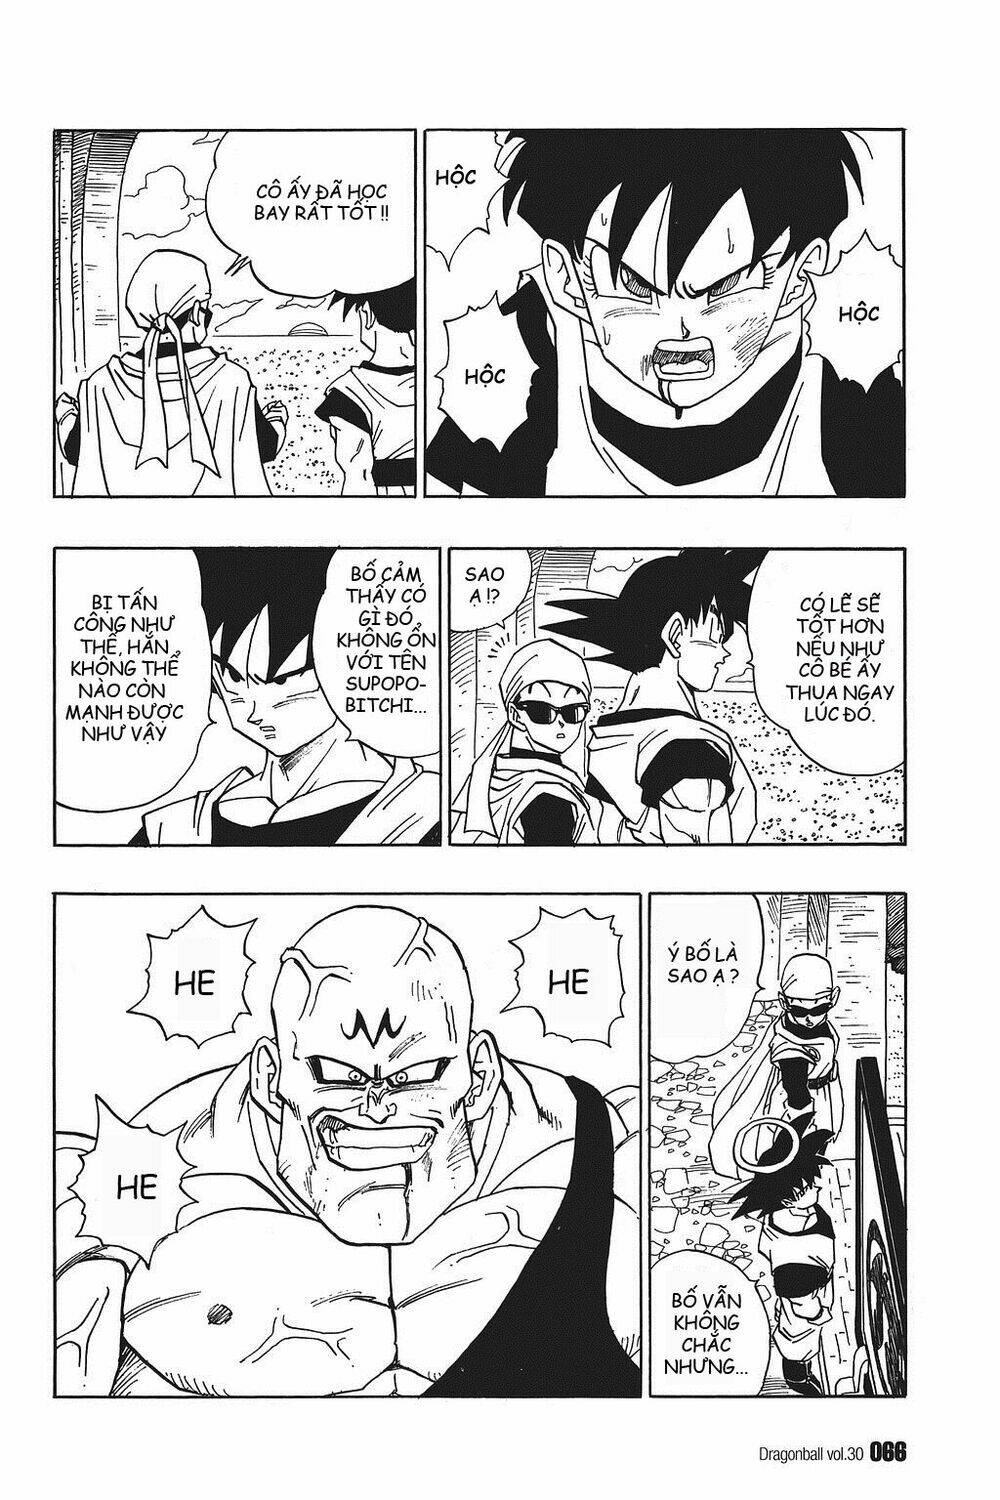 HỘC
HỘC
HỘC
CÔ ẤY ĐÃ HỌC
BAY RẤT TỐT !!
CÓ LẼ SẼ
TỐT HƠN
NẾU NHƯ
CÔ BÉ ẤY
THUA NGAY
LÚC ĐÓ.
SAO
Ạ !?
BỐ CẢM
THẤY CÓ
GÌ ĐÓ
KHÔNG ỔN
VỚI TÊN
SUPOPO-
BITCHI...
BỊ TẤN
CÔNG NHƯ
THẾ, HẮN
KHÔNG THỂ
NÀO CÒN
MẠNH ĐƯỢC
NHƯ VẬY
Ý BỐ LÀ
SAO Ạ ?
BỐ VẪN
KHÔNG
CHẮC
NHƯNG...
HE
HE
HE
Dragonball vol.30 066